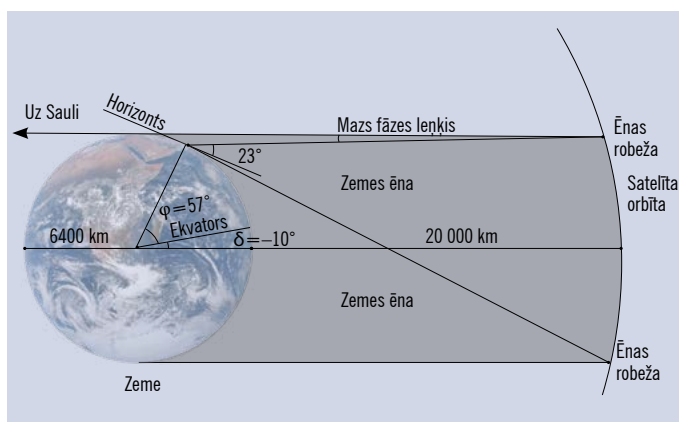 Horizonts
Uz Sauli
Mazs fāzes leņķis
Ēnas
robeža
23°
Zemes ēna
Satelīta
orbīta
φ=57°
Ekvators
6400 km
δ=–10°
20 000 km
Zemes ēna
Ēnas
robeža
Zeme